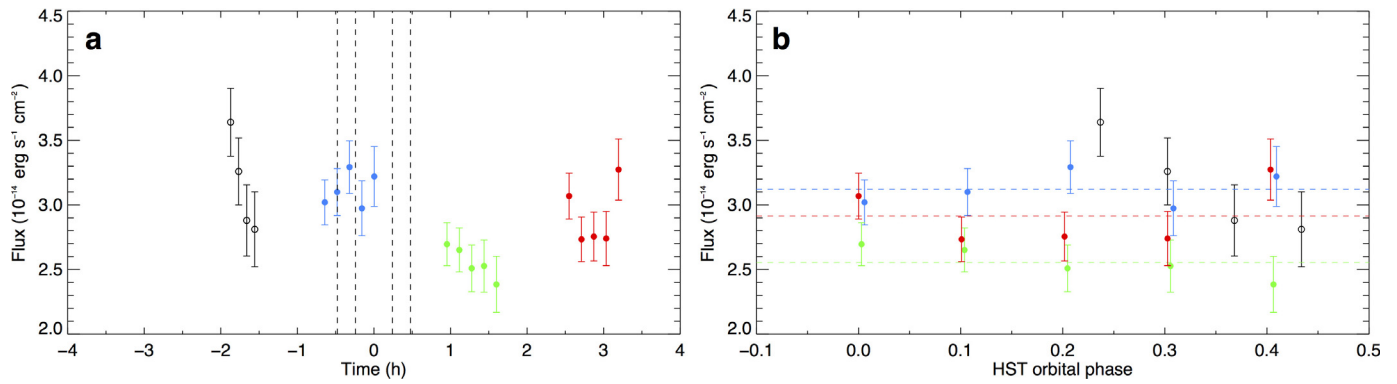 a
4.5
4.0
3.5
3.0
2.5
2.0
Flux (10⁻¹⁴ erg s⁻¹ cm⁻²)
−4 −3 −2 −1 0 1 2 3 4
Time (h)
b
4.5
4.0
3.5
3.0
2.5
2.0
Flux (10⁻¹⁴ erg s⁻¹ cm⁻²)
−0.1 0.0 0.1 0.2 0.3 0.4 0.5
HST orbital phase